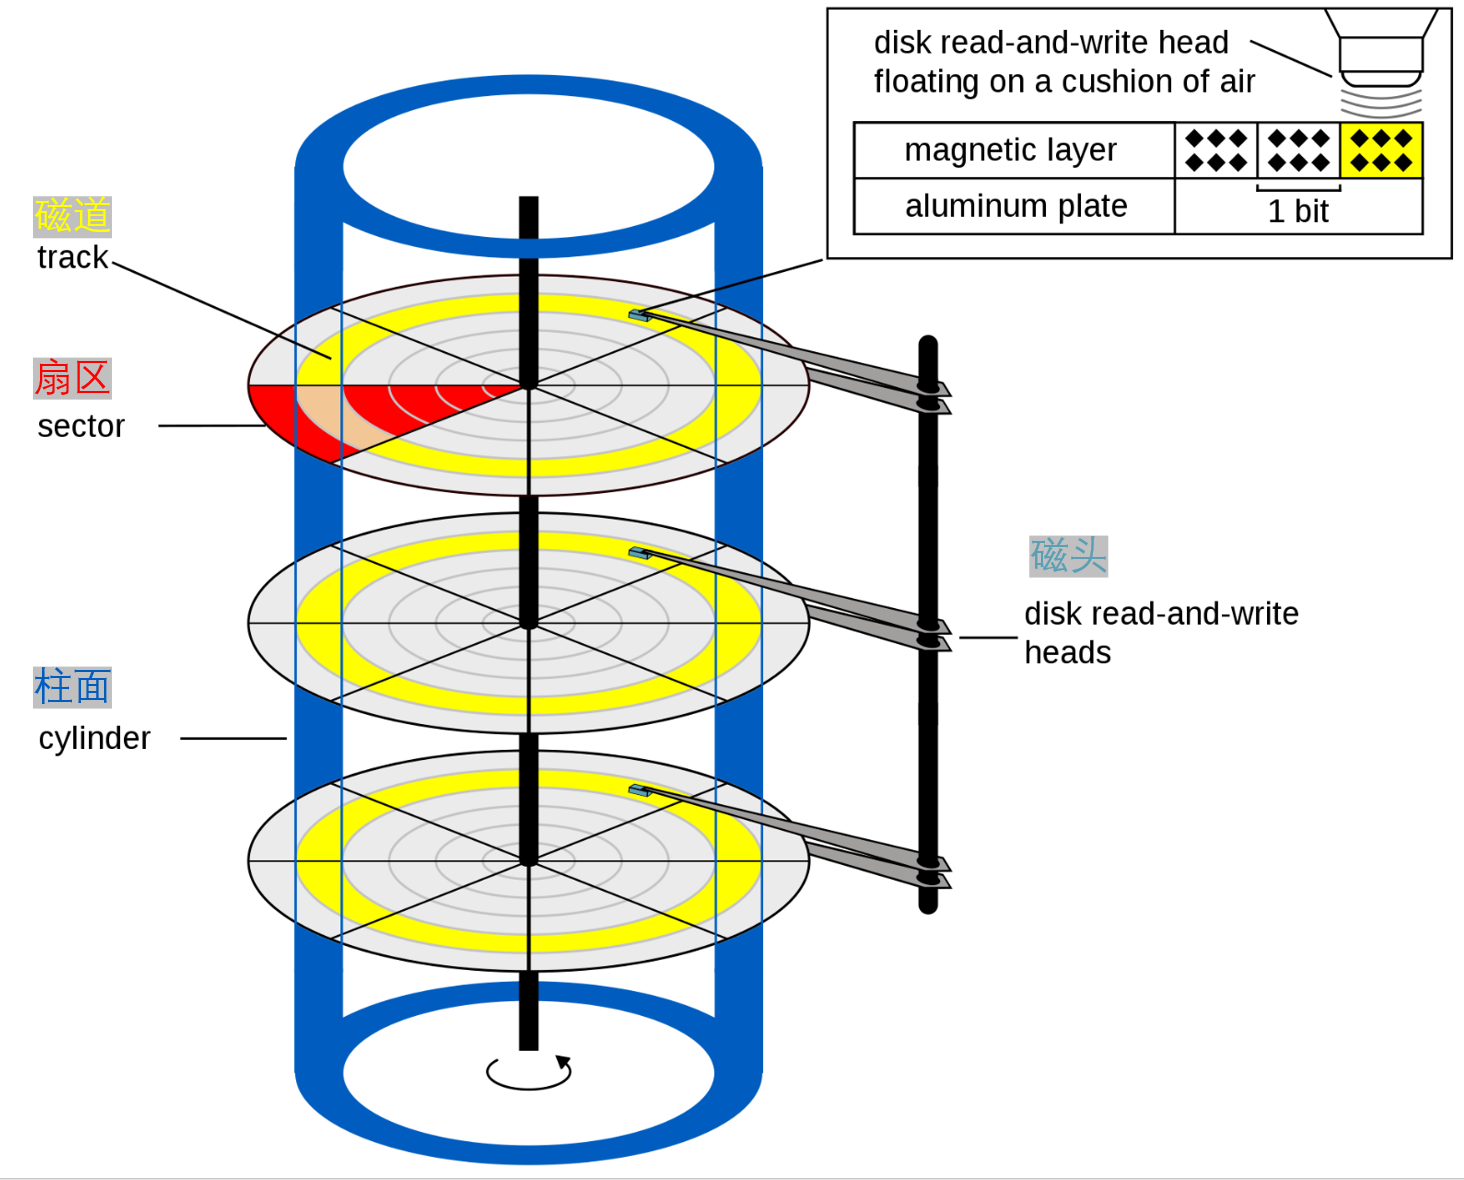 disk read-and-write head
floating on a cushion of air
magnetic layer
aluminum plate
1 bit
磁道
track
扇区
sector
磁头
disk read-and-write
heads
柱面
cylinder